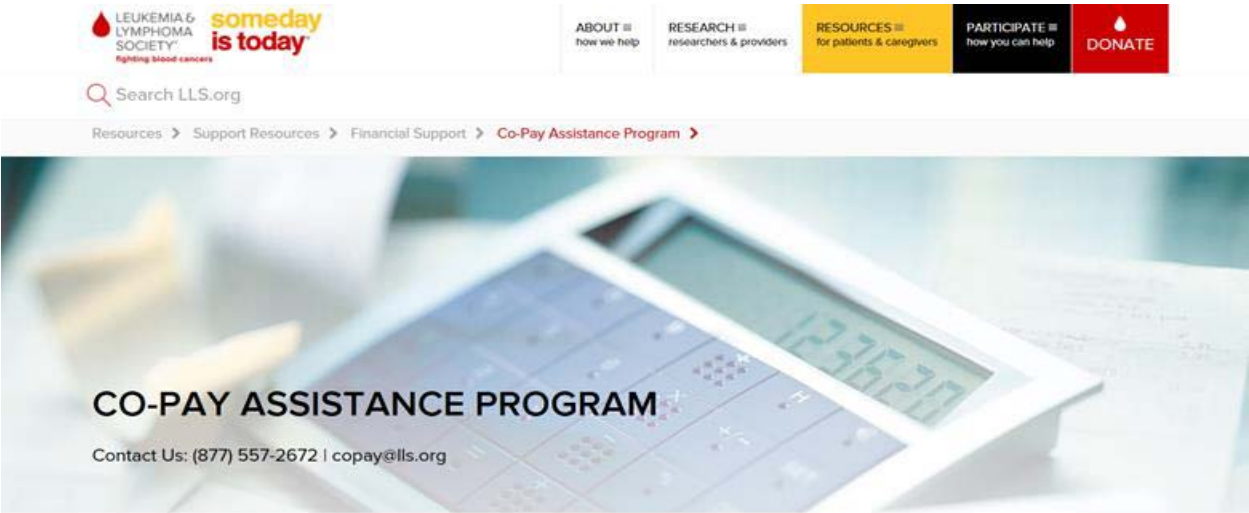 LEUKEMIA &
LYMPHOMA
SOCIETY
fighting blood cancers
someday
is today
ABOUT
how we help
RESEARCH
researchers & providers
RESOURCES
for patients & caregivers
PARTICIPATE
how you can help
DONATE
Search LLS.org
Resources > Support Resources > Financial Support > Co-Pay Assistance Program >
CO-PAY ASSISTANCE PROGRAM
Contact Us: (877) 557-2672 | copay@lls.org